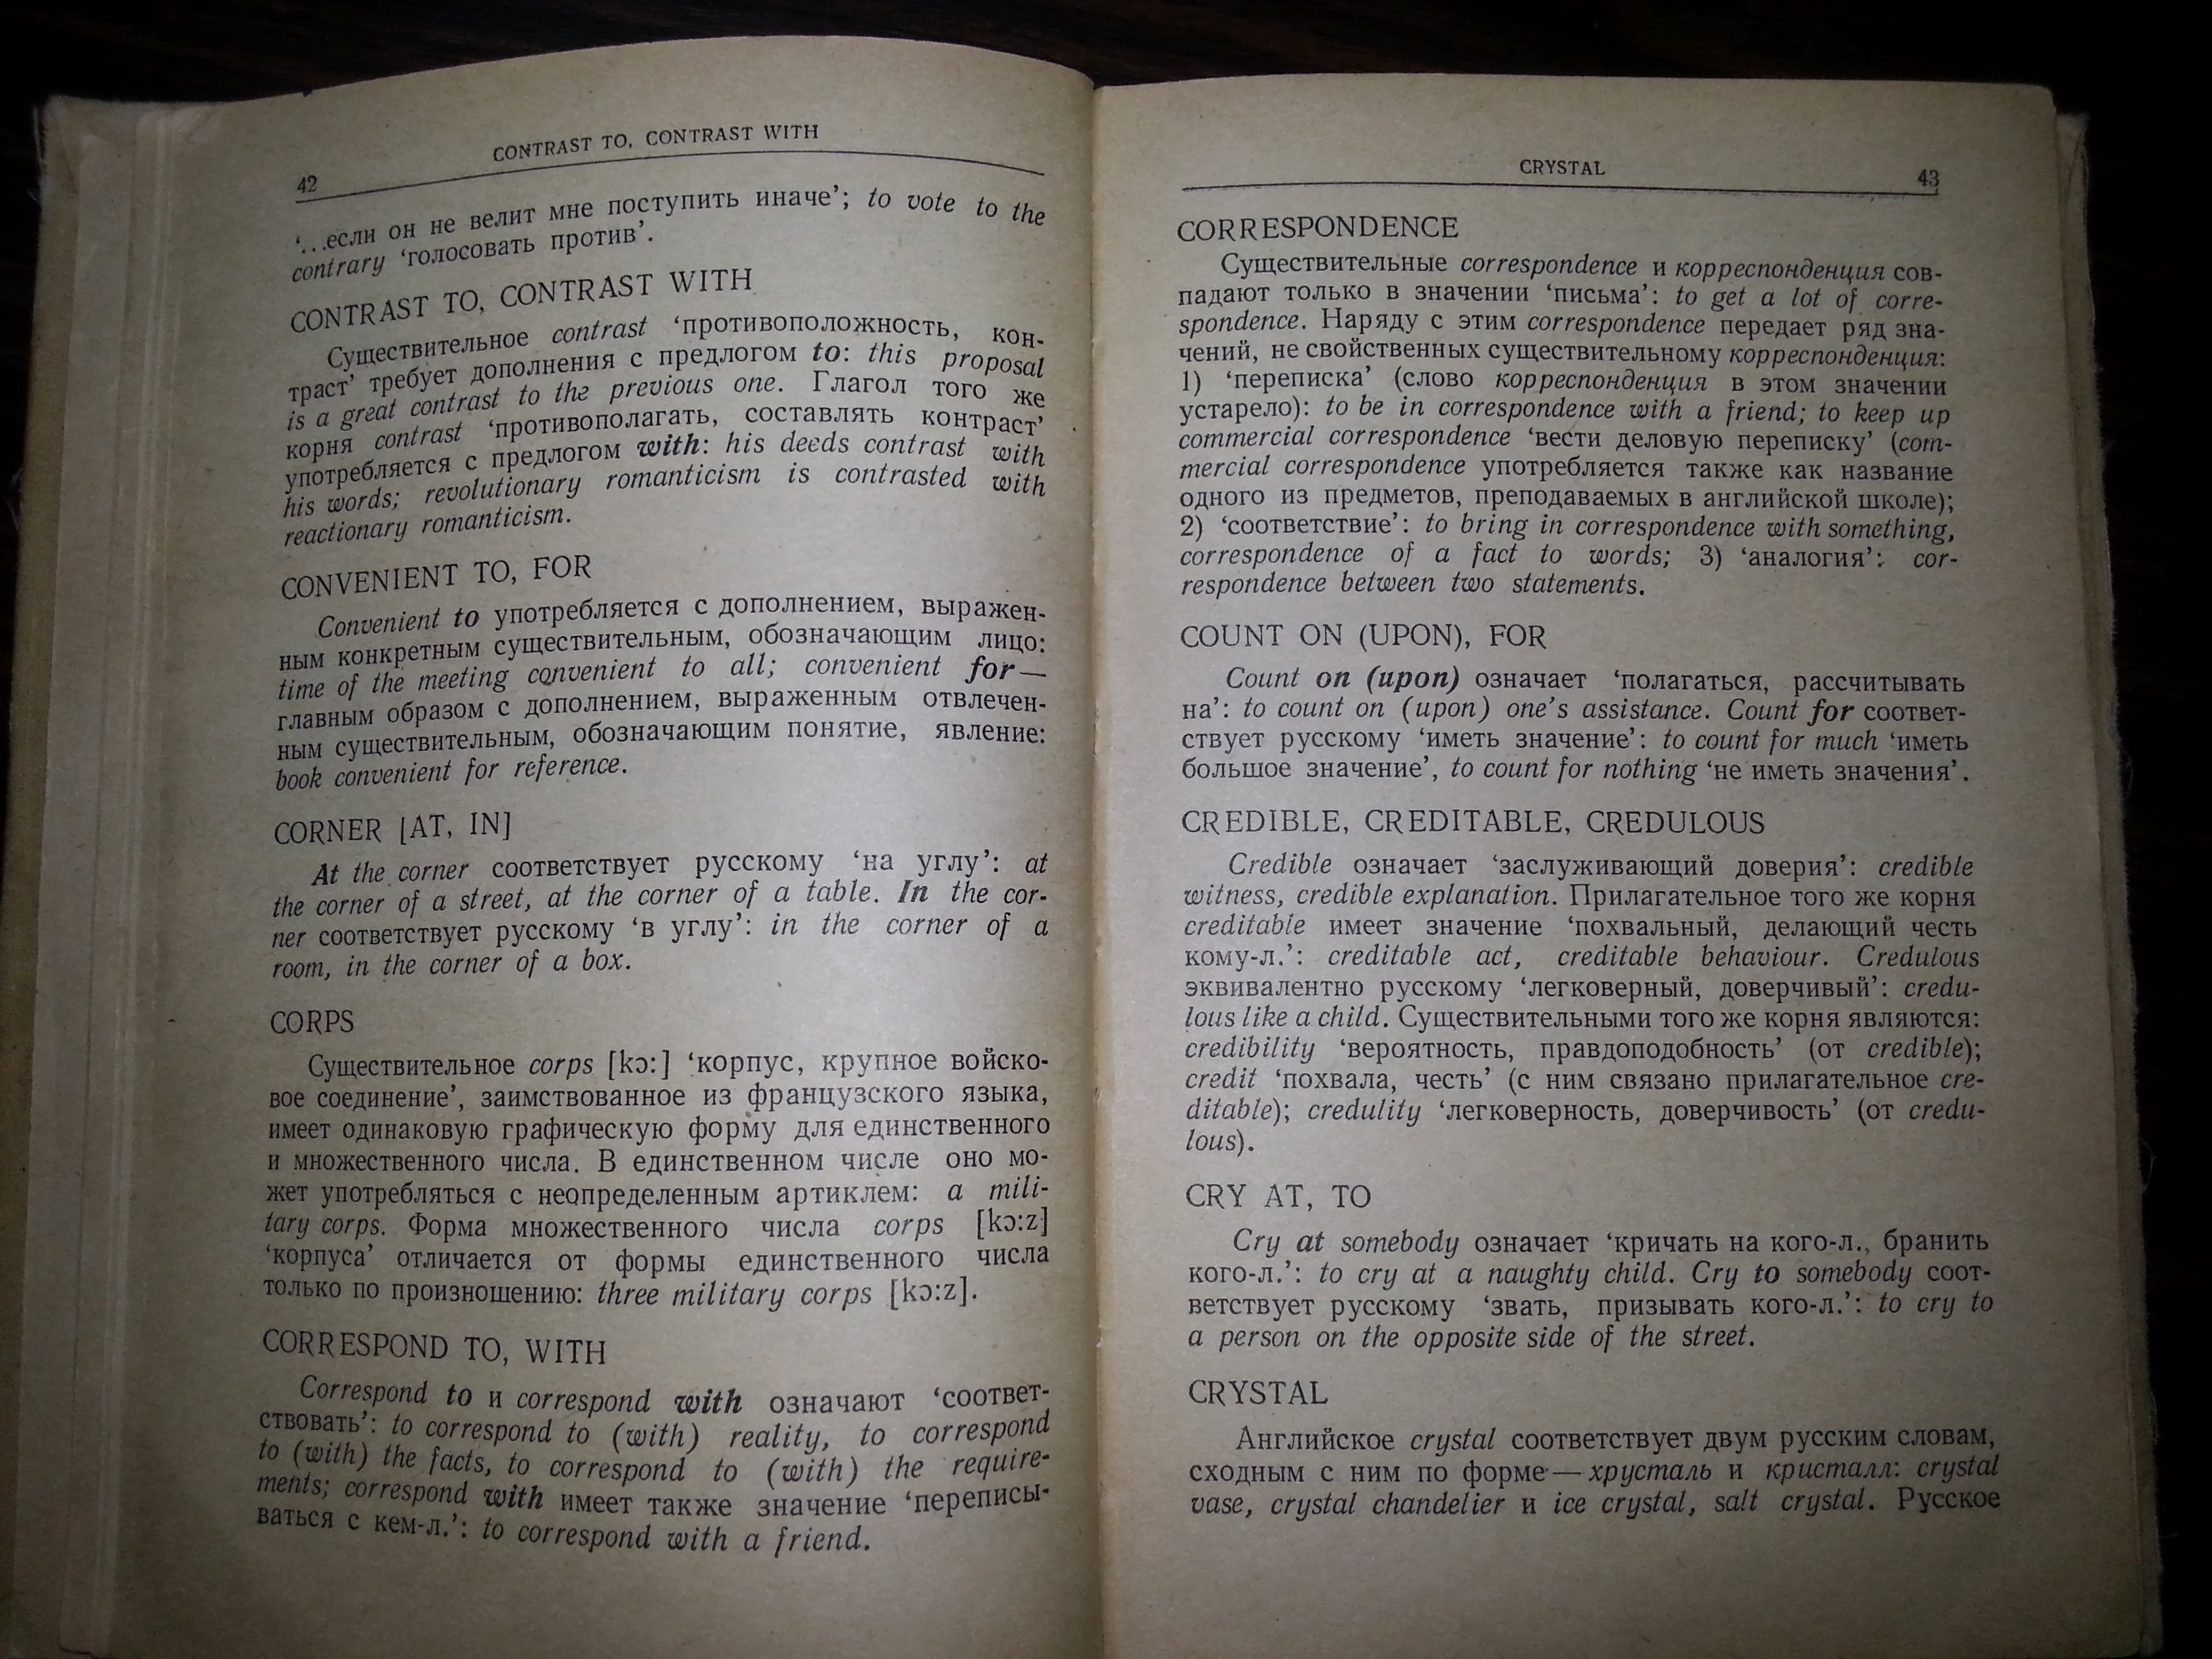 42
CONTRAST TO, CONTRAST WITH
‘...если он не велит мне поступить иначе’; to vote to the
contrary ‘голосовать против’.
CONTRAST TO, CONTRAST WITH
Существительное contrast ‘противоположность, кон-
траст’ требует дополнения с предлогом to: this proposal
is a great contrast to the previous one. Глагол того же
корня contrast ‘противополагать, составлять контраст’
употребляется с предлогом with: his deeds contrast with
his words; revolutionary romanticism is contrasted with
reactionary romanticism.
CONVENIENT TO, FOR
Convenient to употребляется с дополнением, выражен-
ным конкретным существительным, обозначающим лицо:
time of the meeting convenient to all; convenient for —
главным образом с дополнением, выраженным отвлечен-
ным существительным, обозначающим понятие, явление:
book convenient for reference.
CORNER [AT, IN]
At the corner соответствует русскому ‘на углу’: at
the corner of a street, at the corner of a table. In the cor-
ner соответствует русскому ‘в углу’: in the corner of a
room, in the corner of a box.
CORPS
Существительное corps [kɔ:] ‘корпус, крупное войско-
вое соединение’, заимствованное из французского языка,
имеет одинаковую графическую форму для единственного
и множественного числа. В единственном числе оно мо-
жет употребляться с неопределенным артиклем: a mili-
tary corps. Форма множественного числа corps [kɔ:z]
‘корпуса’ отличается от формы единственного числа
только по произношению: three military corps [kɔ:z].
CORRESPOND TO, WITH
Correspond to и correspond with означают ‘соответ-
ствовать’: to correspond to (with) reality, to correspond
to (with) the facts, to correspond to (with) the require-
ments; correspond with имеет также значение ‘переписы-
ваться с кем-л.’: to correspond with a friend.
CRYSTAL
43
CORRESPONDENCE
Существительные correspondence и корреспонденция сов-
падают только в значении ‘письма’: to get a lot of corre-
spondence. Наряду с этим correspondence передает ряд зна-
чений, не свойственных существительному корреспонденция:
1) ‘переписка’ (слово корреспонденция в этом значении
устарело): to be in correspondence with a friend; to keep up
commercial correspondence ‘вести деловую переписку’ (com-
mercial correspondence употребляется также как название
одного из предметов, преподаваемых в английской школе);
2) ‘соответствие’: to bring in correspondence with something,
correspondence of a fact to words; 3) ‘аналогия’: cor-
respondence between two statements.
COUNT ON (UPON), FOR
Count on (upon) означает ‘полагаться, рассчитывать
на’: to count on (upon) one’s assistance. Count for соответ-
ствует русскому ‘иметь значение’: to count for much ‘иметь
большое значение’, to count for nothing ‘не иметь значения’.
CREDIBLE, CREDITABLE, CREDULOUS
Credible означает ‘заслуживающий доверия’: credible
witness, credible explanation. Прилагательное того же корня
creditable имеет значение ‘похвальный, делающий честь
кому-л.’: creditable act, creditable behaviour. Credulous
эквивалентно русскому ‘легковерный, доверчивый’: credu-
lous like a child. Существительными того же корня являются:
credibility ‘вероятность, правдоподобность’ (от credible);
credit ‘похвала, честь’ (с ним связано прилагательное cre-
ditable); credulity ‘легковерность, доверчивость’ (от credu-
lous).
CRY AT, TO
Cry at somebody означает ‘кричать на кого-л., бранить
кого-л.’: to cry at a naughty child. Cry to somebody соот-
ветствует русскому ‘звать, призывать кого-л.’: to cry to
a person on the opposite side of the street.
CRYSTAL
Английское crystal соответствует двум русским словам,
сходным с ним по форме — хрусталь и кристалл: crystal
vase, crystal chandelier и ice crystal, salt crystal. Русское